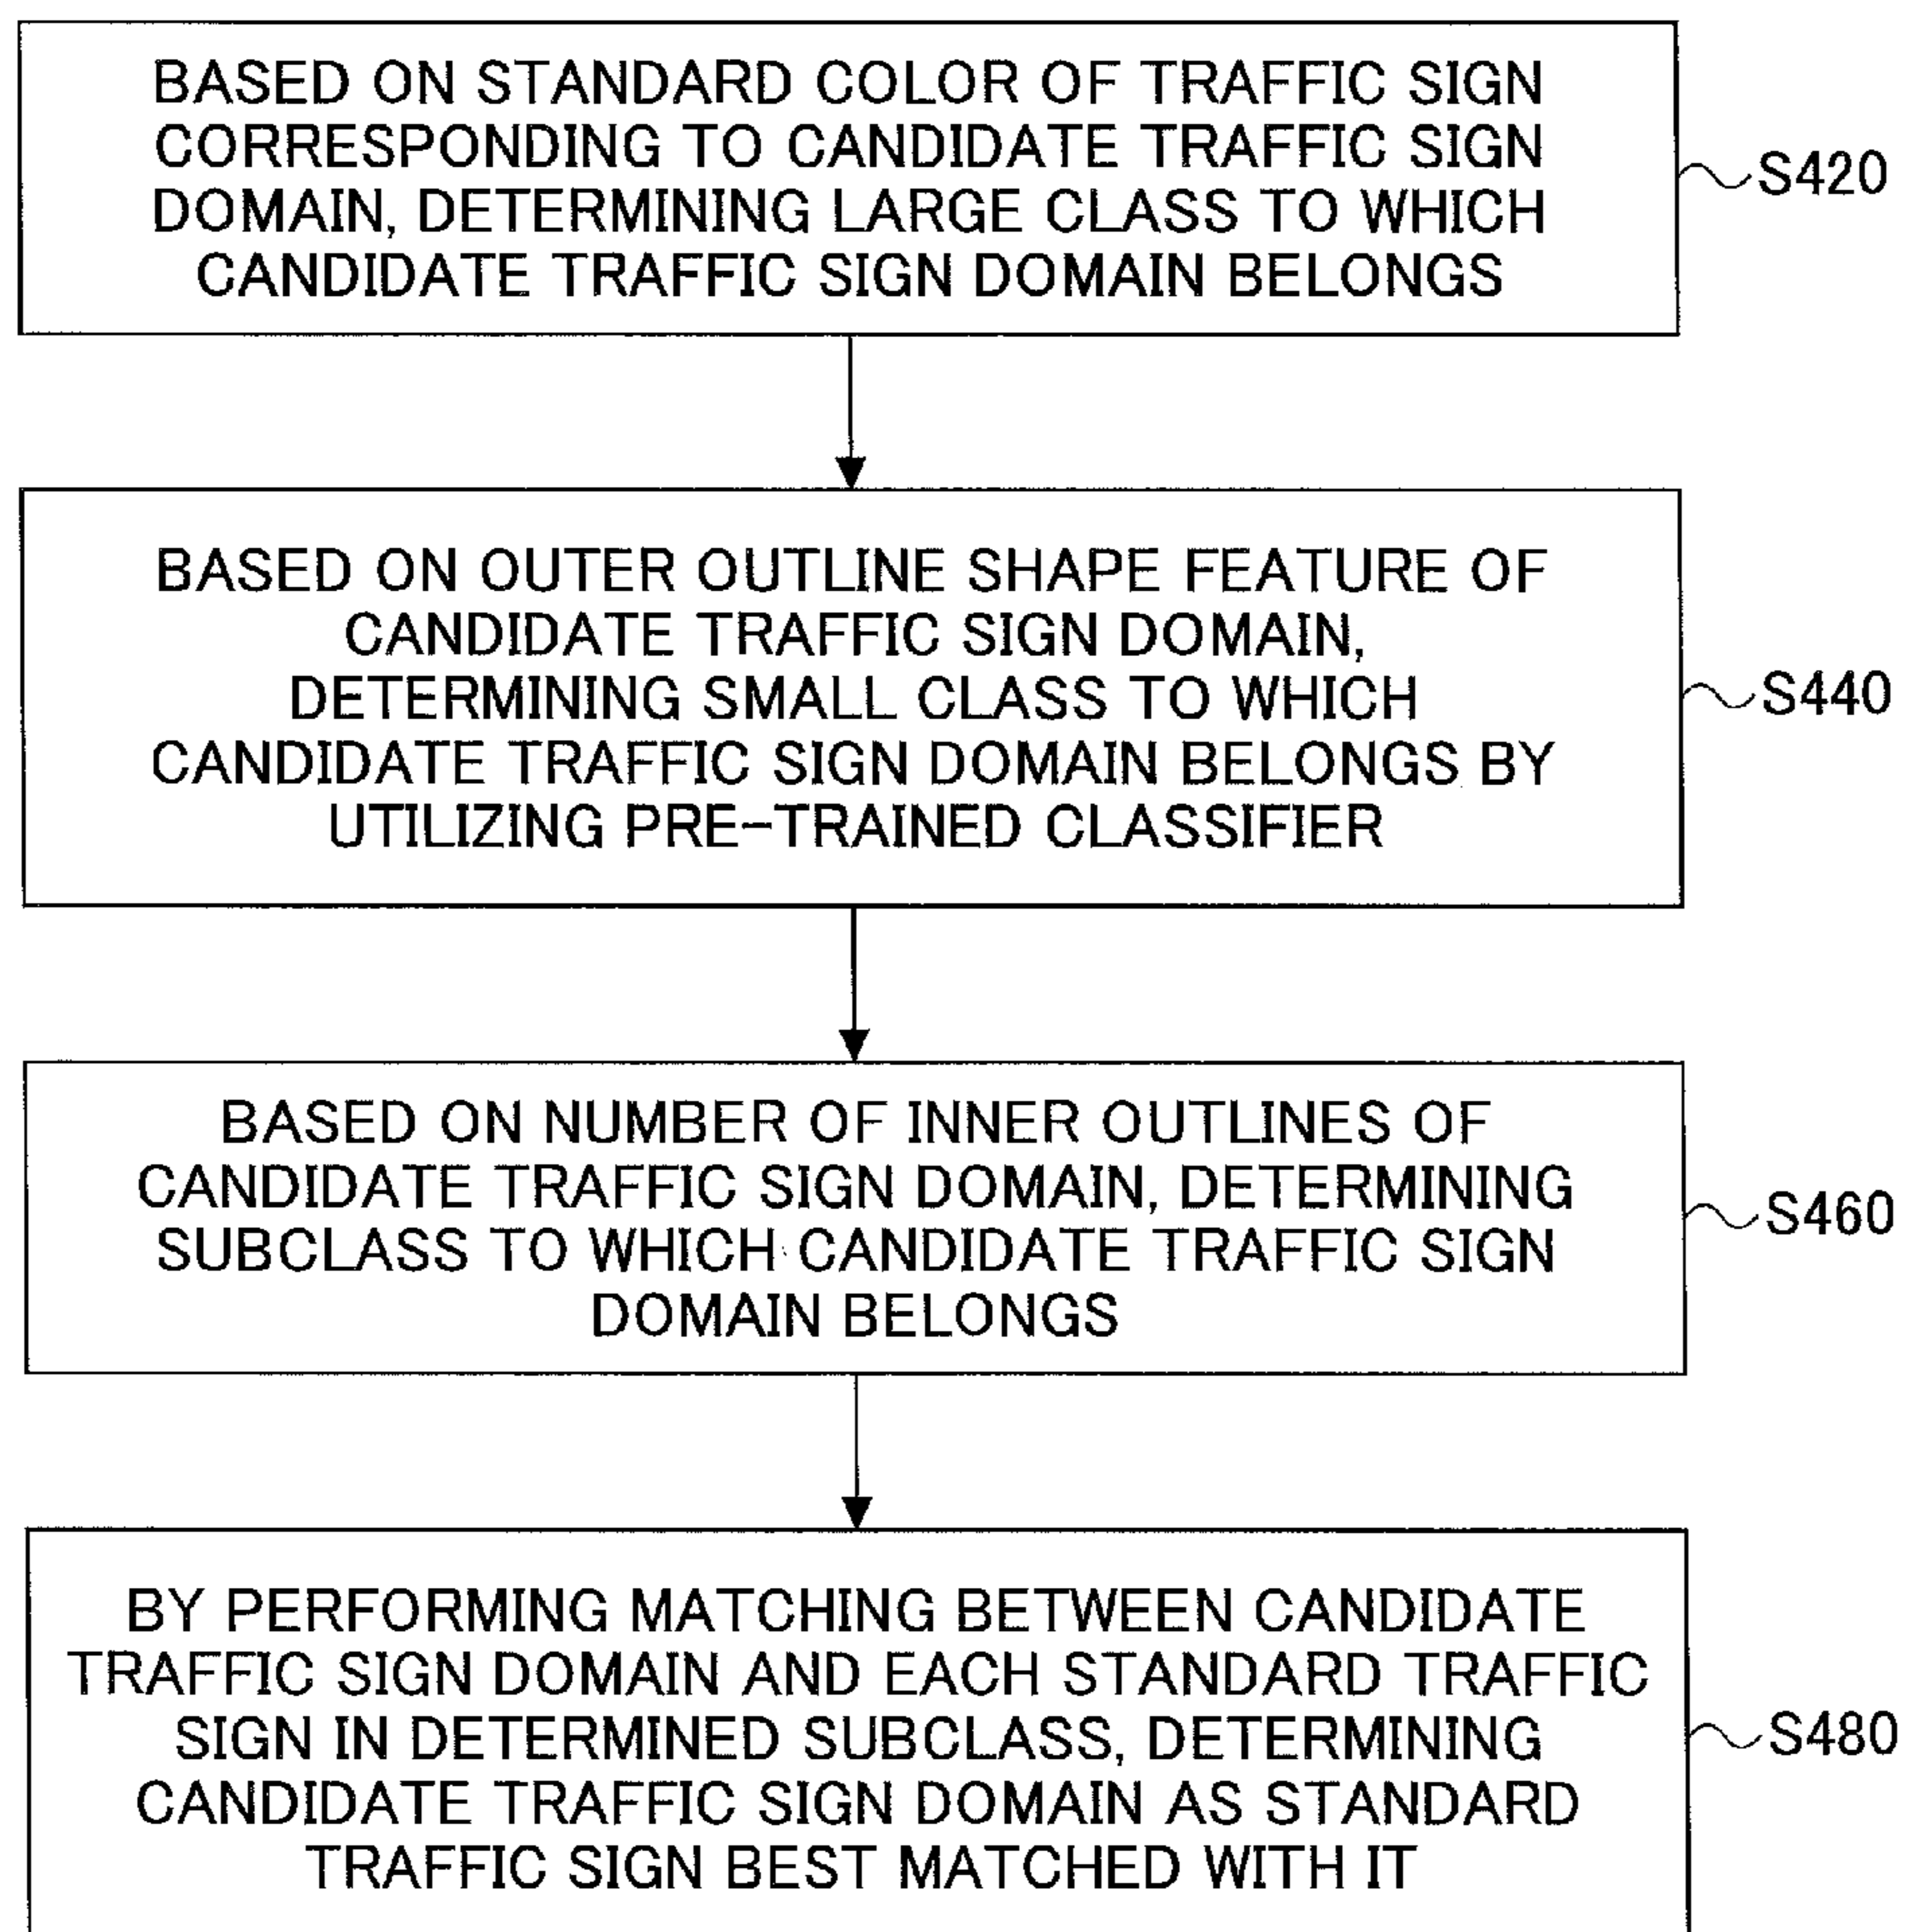 BASED ON STANDARD COLOR OF TRAFFIC SIGN
CORRESPONDING TO CANDIDATE TRAFFIC SIGN
DOMAIN, DETERMINING LARGE CLASS TO WHICH
CANDIDATE TRAFFIC SIGN DOMAIN BELONGS
S420
BASED ON OUTER OUTLINE SHAPE FEATURE OF
CANDIDATE TRAFFIC SIGN DOMAIN,
DETERMINING SMALL CLASS TO WHICH
CANDIDATE TRAFFIC SIGN DOMAIN BELONGS BY
UTILIZING PRE-TRAINED CLASSIFIER
S440
BASED ON NUMBER OF INNER OUTLINES OF
CANDIDATE TRAFFIC SIGN DOMAIN, DETERMINING
SUBCLASS TO WHICH CANDIDATE TRAFFIC SIGN
DOMAIN BELONGS
S460
BY PERFORMING MATCHING BETWEEN CANDIDATE
TRAFFIC SIGN DOMAIN AND EACH STANDARD TRAFFIC
SIGN IN DETERMINED SUBCLASS, DETERMINING
CANDIDATE TRAFFIC SIGN DOMAIN AS STANDARD
TRAFFIC SIGN BEST MATCHED WITH IT
S480